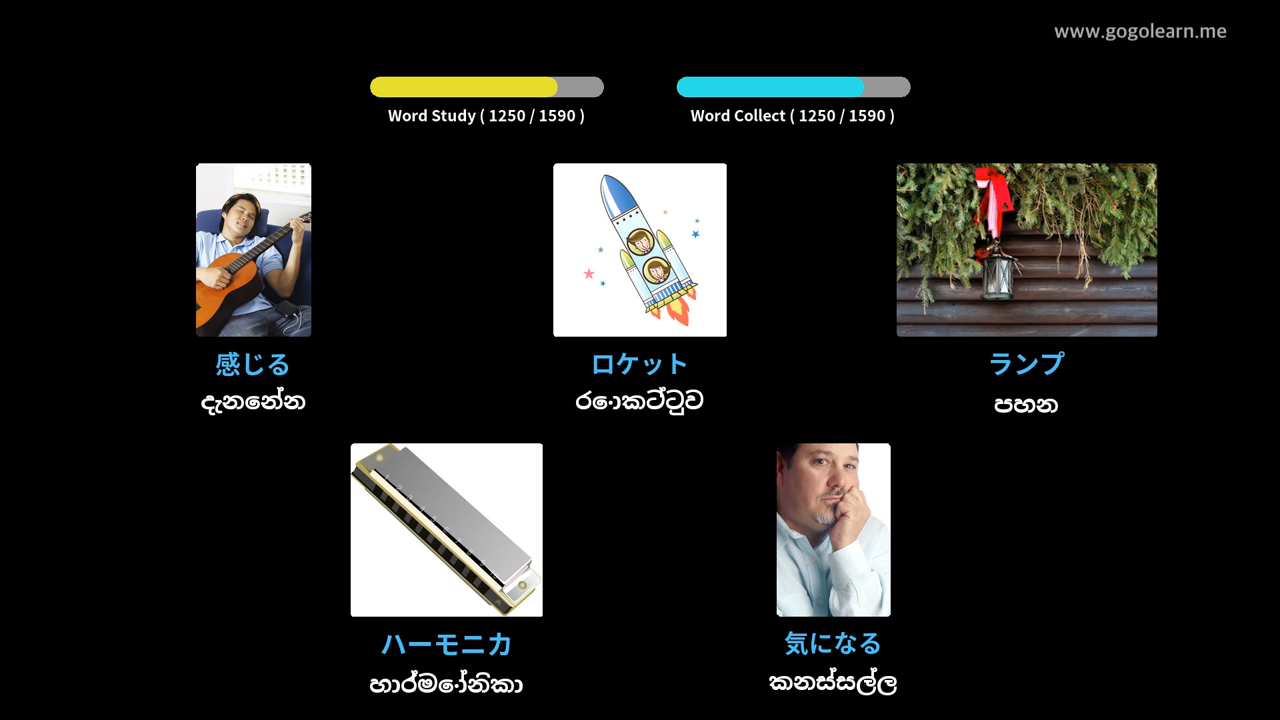 www.gogolearn.me
Word Study ( 1250 / 1590 )
Word Collect ( 1250 / 1590 )
感じる
ロケット
ランプ
දැනනේන
රොකට්ටුව
පහන
ハーモニカ
気になる
හාර්මෝනිකා
කනස්සල්ල